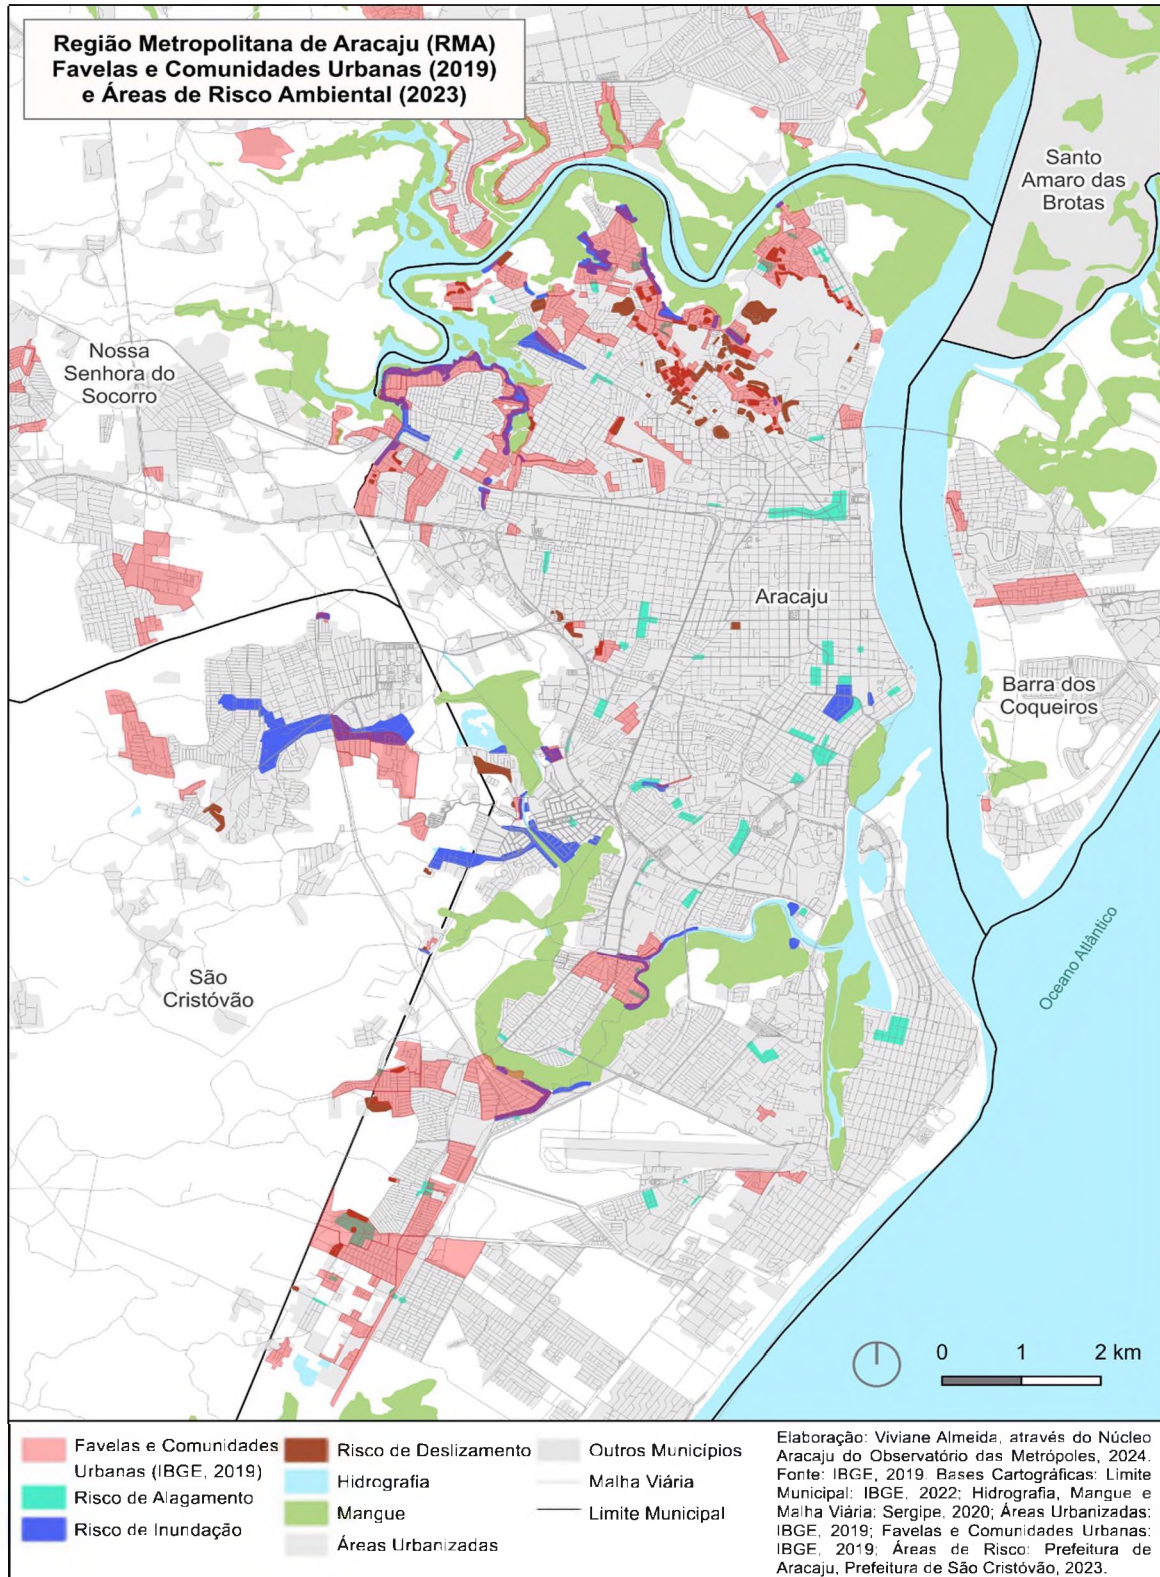 Região Metropolitana de Aracaju (RMA)
Favelas e Comunidades Urbanas (2019)
e Áreas de Risco Ambiental (2023)
Santo
Amaro das
Brotas
Nossa
Senhora do
Socorro
Aracaju
Barra dos
Coqueiros
São
Cristóvão
Oceano Atlântico
0 1 2 km
Favelas e Comunidades
Urbanas (IBGE, 2019)
Risco de Alagamento
Risco de Inundação
Risco de Deslizamento
Hidrografia
Mangue
Áreas Urbanizadas
Outros Municípios
Malha Viária
Limite Municipal
Elaboração: Viviane Almeida, através do Núcleo
Aracaju do Observatório das Metrópoles, 2024.
Fonte: IBGE, 2019. Bases Cartográficas: Limite
Municipal: IBGE, 2022; Hidrografia, Mangue e
Malha Viária: Sergipe, 2020; Áreas Urbanizadas:
IBGE, 2019; Favelas e Comunidades Urbanas:
IBGE, 2019; Áreas de Risco: Prefeitura de
Aracaju, Prefeitura de São Cristóvão, 2023.